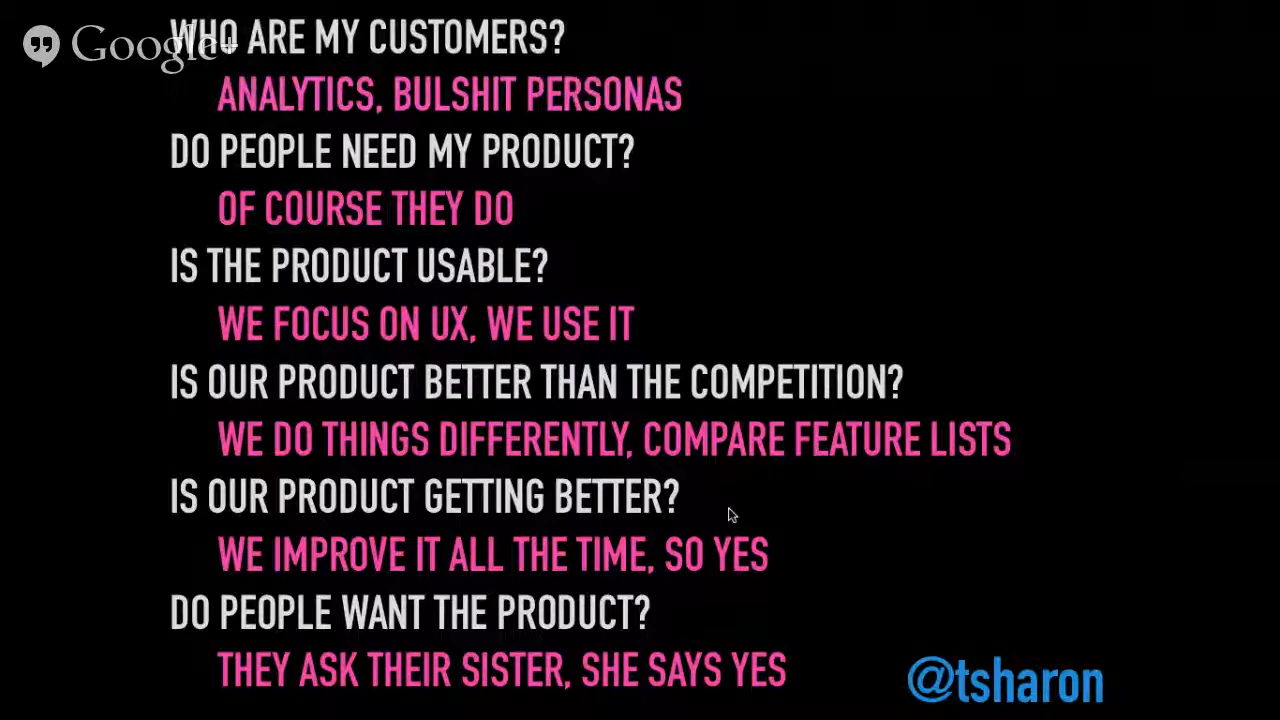 WHO ARE MY CUSTOMERS?
Google+
ANALYTICS, BULSHIT PERSONAS
DO PEOPLE NEED MY PRODUCT?
OF COURSE THEY DO
IS THE PRODUCT USABLE?
WE FOCUS ON UX, WE USE IT
IS OUR PRODUCT BETTER THAN THE COMPETITION?
WE DO THINGS DIFFERENTLY, COMPARE FEATURE LISTS
IS OUR PRODUCT GETTING BETTER?
WE IMPROVE IT ALL THE TIME, SO YES
DO PEOPLE WANT THE PRODUCT?
THEY ASK THEIR SISTER, SHE SAYS YES
@tsharon